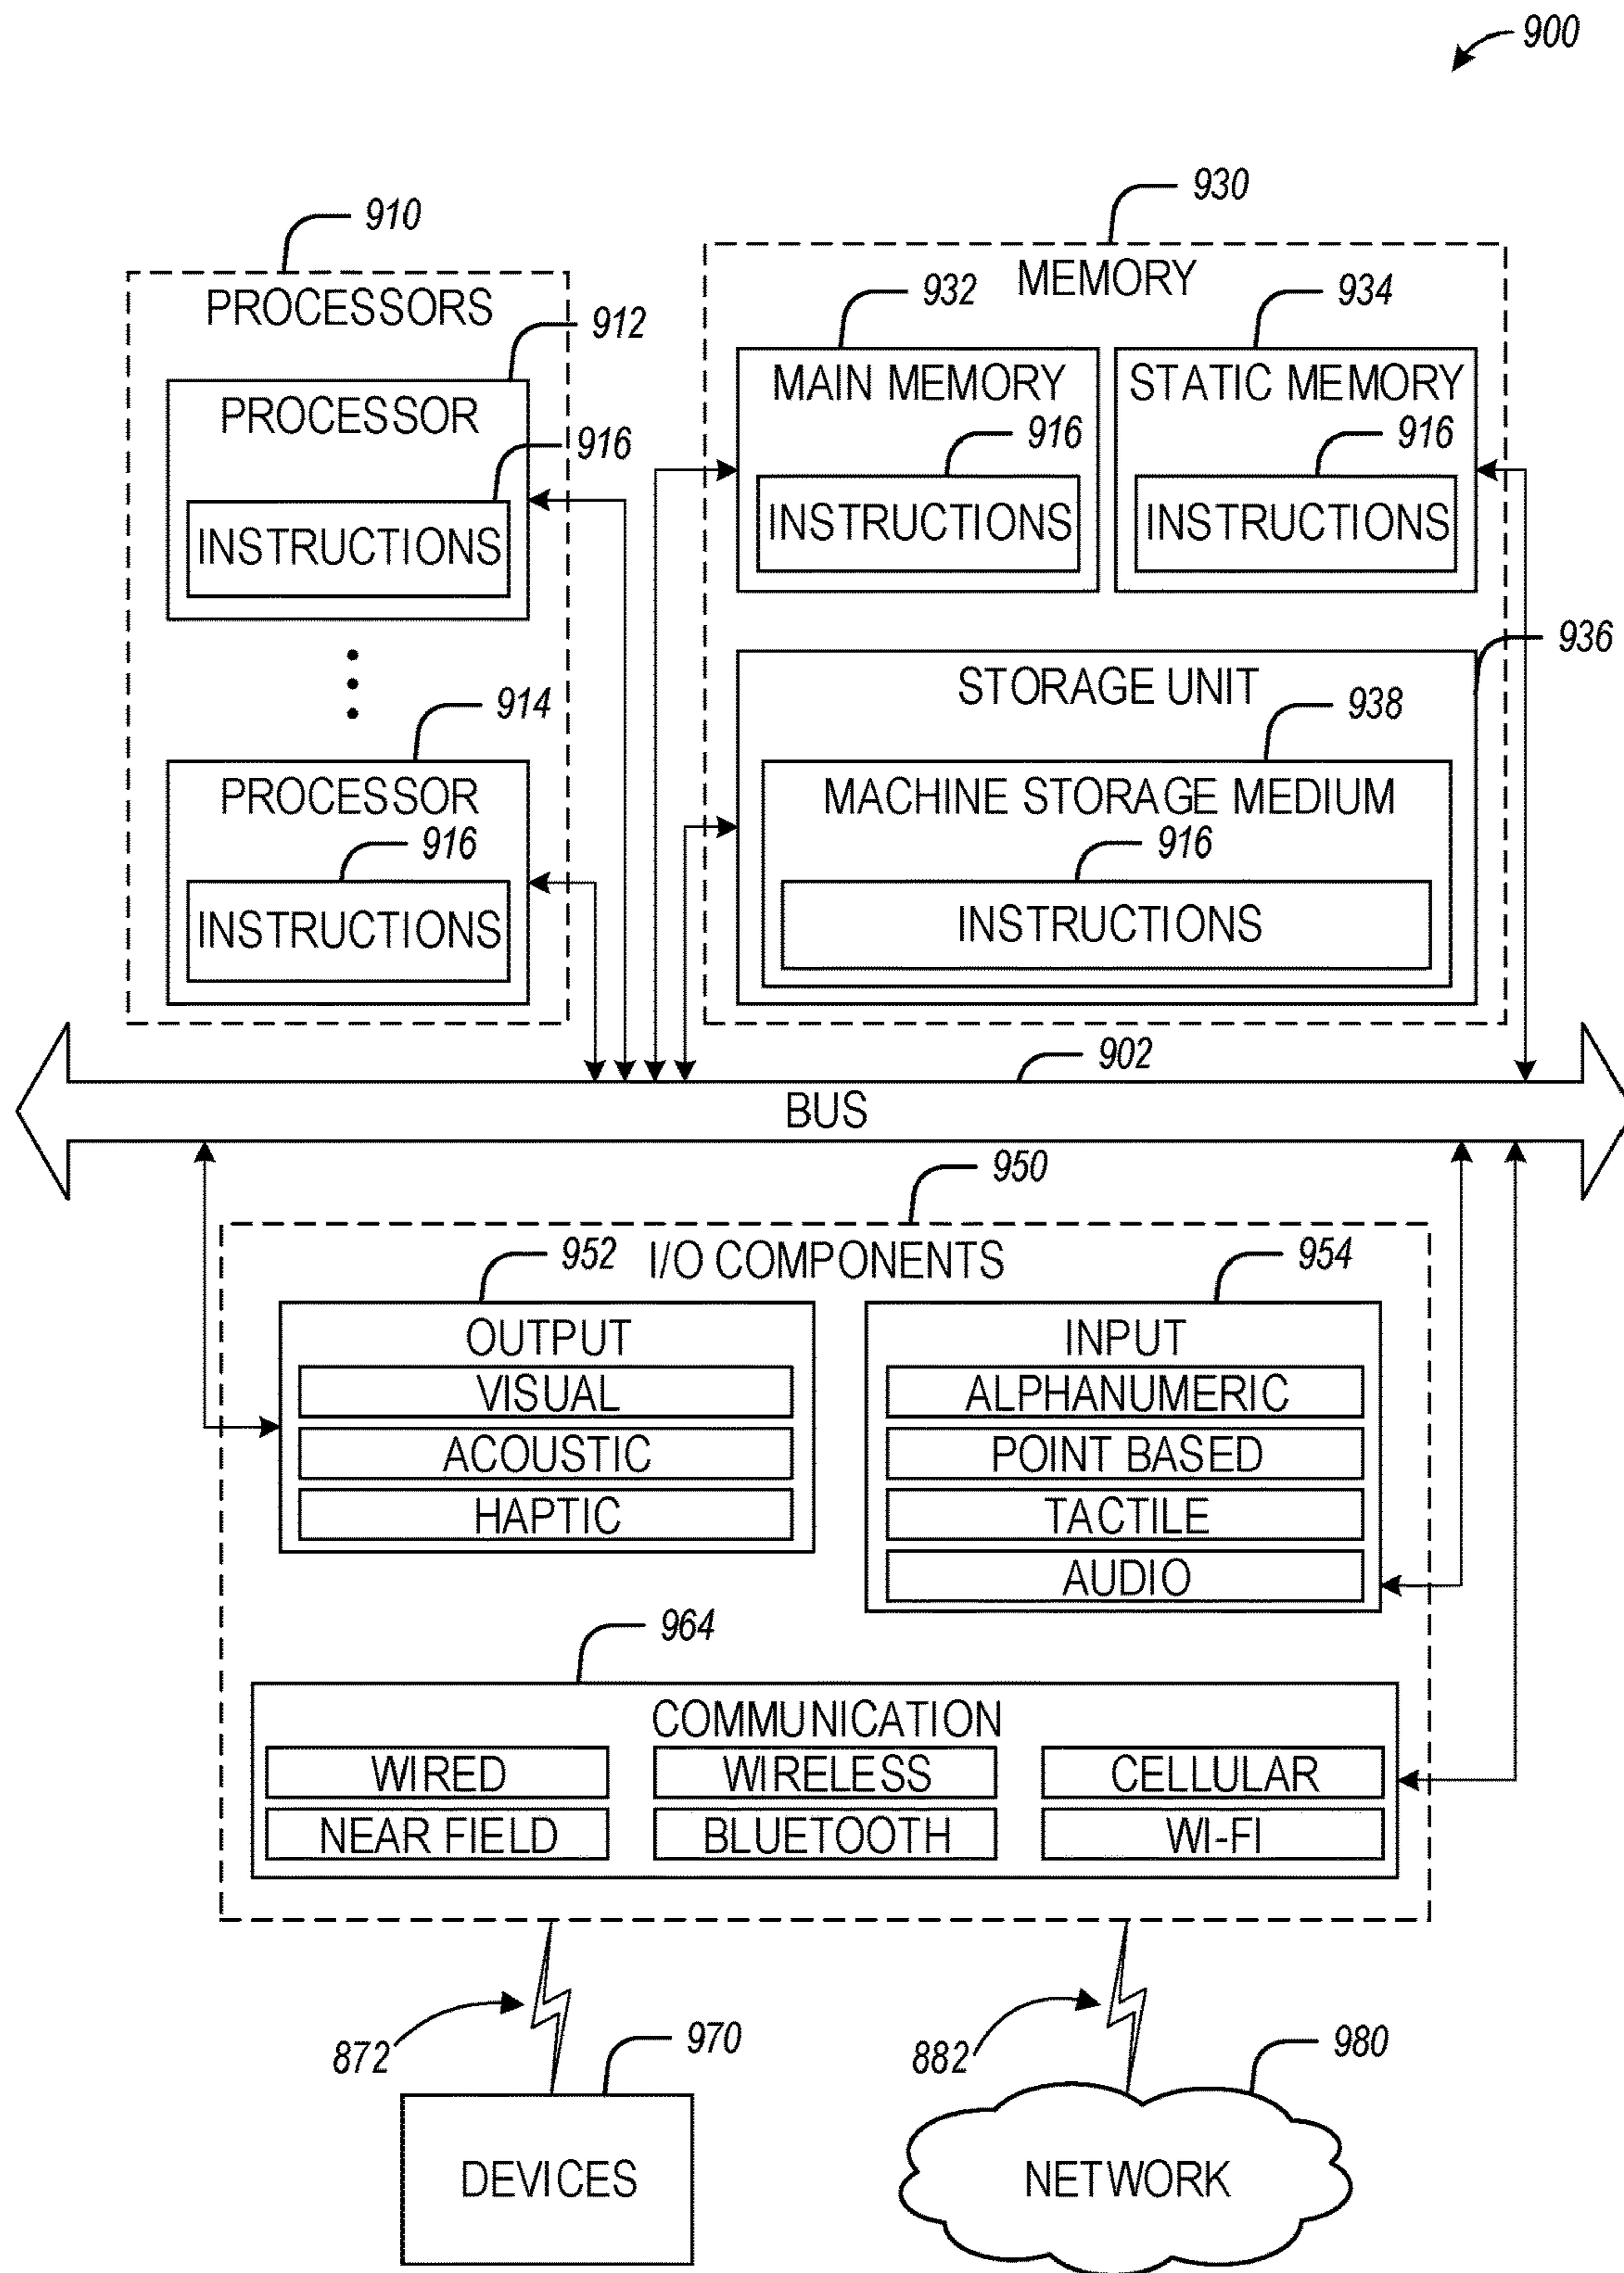 900
910
PROCESSORS
912
PROCESSOR
916
INSTRUCTIONS
914
PROCESSOR
916
INSTRUCTIONS
930
MEMORY
932
MAIN MEMORY
916
INSTRUCTIONS
934
STATIC MEMORY
916
INSTRUCTIONS
936
STORAGE UNIT
938
MACHINE STORAGE MEDIUM
916
INSTRUCTIONS
902
BUS
950
I/O COMPONENTS
952
OUTPUT
VISUAL
ACOUSTIC
HAPTIC
954
INPUT
ALPHANUMERIC
POINT BASED
TACTILE
AUDIO
964
COMMUNICATION
WIRED
WIRELESS
CELLULAR
NEAR FIELD
BLUETOOTH
WI-FI
872
970
DEVICES
882
980
NETWORK